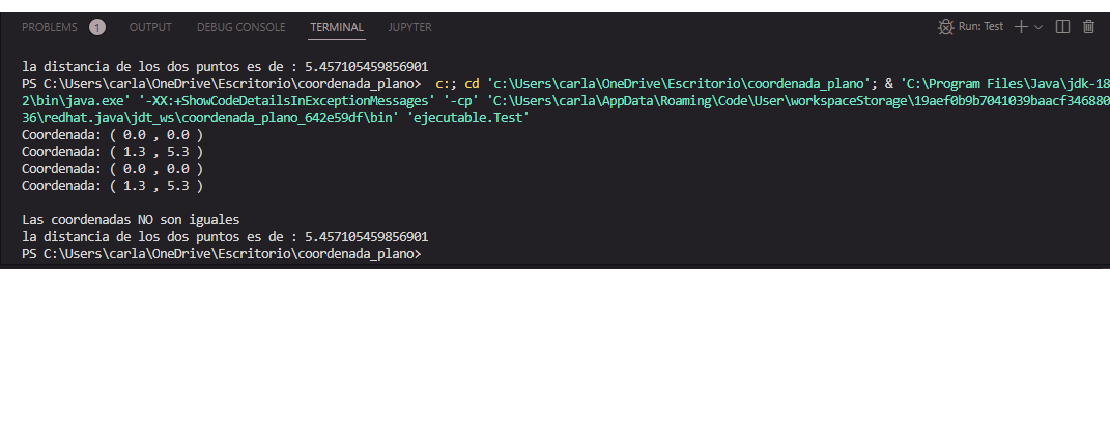 PROBLEMS 1 OUTPUT DEBUG CONSOLE TERMINAL JUPYTER Run: Test
la distancia de los dos puntos es de : 5.457105459856901
PS C:\Users\carla\OneDrive\Escritorio\coordenada_plano>  c:; cd 'c:\Users\carla\OneDrive\Escritorio\coordenada_plano'; & 'C:\Program Files\Java\jdk-18
2\bin\java.exe' '-XX:+ShowCodeDetailsInExceptionMessages' '-cp' 'C:\Users\carla\AppData\Roaming\Code\User\workspaceStorage\19aef0b9b7041039baacf346880
36\redhat.java\jdt_ws\coordenada_plano_642e59df\bin' 'ejecutable.Test'
Coordenada: ( 0.0 , 0.0 )
Coordenada: ( 1.3 , 5.3 )
Coordenada: ( 0.0 , 0.0 )
Coordenada: ( 1.3 , 5.3 )
Las coordenadas NO son iguales
la distancia de los dos puntos es de : 5.457105459856901
PS C:\Users\carla\OneDrive\Escritorio\coordenada_plano>